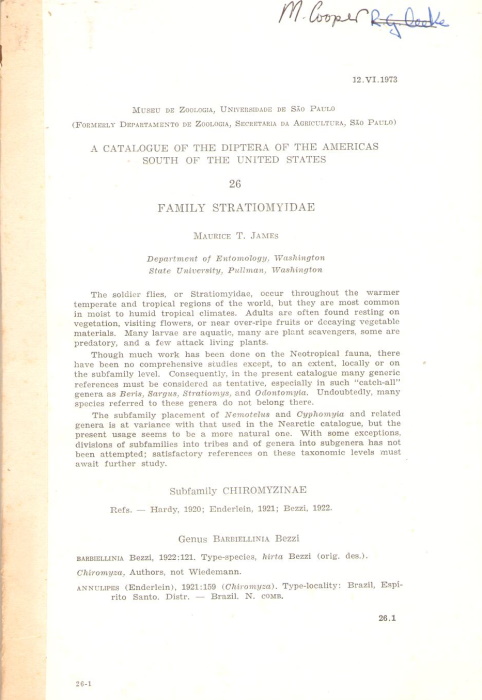 M. Cooper
12.VI.1973
Museu de Zoologia, Universidade de São Paulo
(Formerly Departamento de Zoologia, Secretaria da Agricultura, São Paulo)
A CATALOGUE OF THE DIPTERA OF THE AMERICAS
SOUTH OF THE UNITED STATES
26
FAMILY STRATIOMYIDAE
Maurice T. James
Department of Entomology, Washington
State University, Pullman, Washington
The soldier flies, or Stratiomyidae, occur throughout the warmer
temperate and tropical regions of the world, but they are most common
in moist to humid tropical climates. Adults are often found resting on
vegetation, visiting flowers, or near over-ripe fruits or decaying vegetable
materials. Many larvae are aquatic, many are plant scavengers, some are
predatory, and a few attack living plants.
Though much work has been done on the Neotropical fauna, there
have been no comprehensive studies except, to an extent, locally or on
the subfamily level. Consequently, in the present catalogue many generic
references must be considered as tentative, especially in such "catch-all"
genera as Beris, Sargus, Stratiomys, and Odontomyia. Undoubtedly, many
species referred to these genera do not belong there.
The subfamily placement of Nemotelus and Cyphomyia and related
genera is at variance with that used in the Nearctic catalogue, but the
present usage seems to be a more natural one. With some exceptions,
divisions of subfamilies into tribes and of genera into subgenera has not
been attempted; satisfactory references on these taxonomic levels must
await further study.
Subfamily CHIROMYZINAE
Refs. — Hardy, 1920; Enderlein, 1921; Bezzi, 1922.
Genus Barbiellinia Bezzi
BARBIELLINIA Bezzi, 1922:121. Type-species, hirta Bezzi (orig. des.).
Chiromyza, Authors, not Wiedemann.
ANNULIPES (Enderlein), 1921:159 (Chiromyza). Type-locality: Brazil, Espí-
rito Santo. Distr. — Brazil. N. COMB.
26.1
26-1